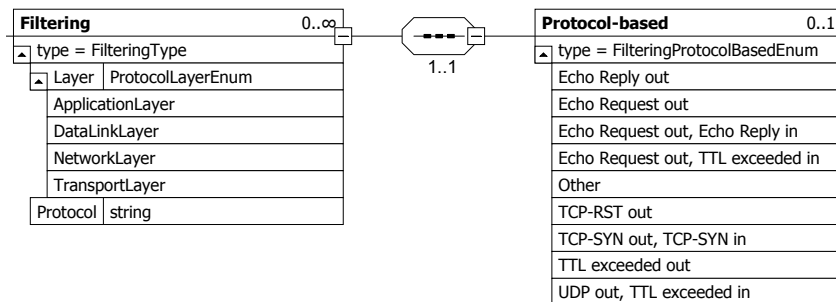 Filtering 0..∞
type = FilteringType
Layer ProtocolLayerEnum
ApplicationLayer
DataLinkLayer
NetworkLayer
TransportLayer
Protocol string
1..1
Protocol-based 0..1
type = FilteringProtocolBasedEnum
Echo Reply out
Echo Request out
Echo Request out, Echo Reply in
Echo Request out, TTL exceeded in
Other
TCP-RST out
TCP-SYN out, TCP-SYN in
TTL exceeded out
UDP out, TTL exceeded in